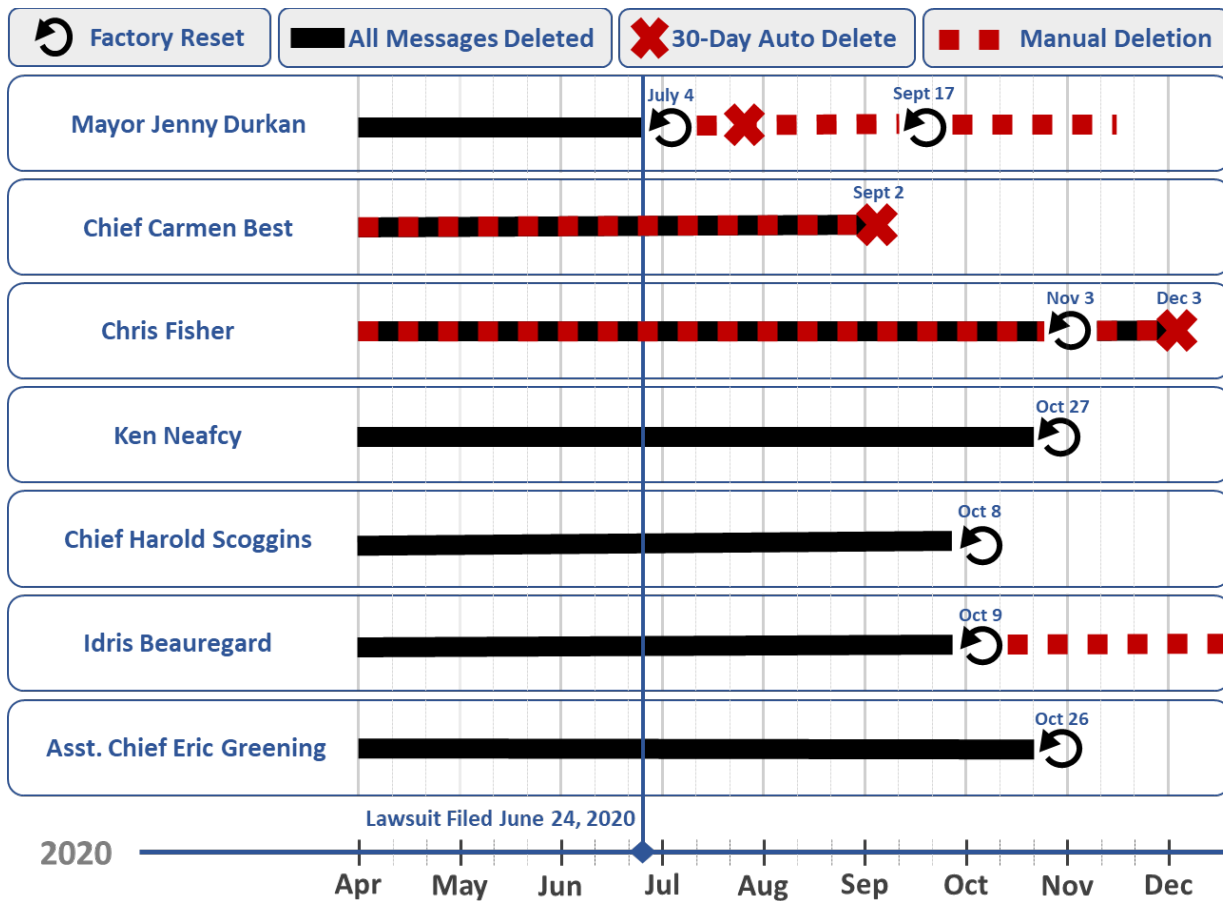 Factory Reset
All Messages Deleted
30-Day Auto Delete
Manual Deletion
Mayor Jenny Durkan
July 4
Sept 17
Chief Carmen Best
Sept 2
Chris Fisher
Nov 3
Dec 3
Ken Neafcy
Oct 27
Chief Harold Scoggins
Oct 8
Idris Beauregard
Oct 9
Asst. Chief Eric Greening
Oct 26
Lawsuit Filed June 24, 2020
2020
Apr May Jun Jul Aug Sep Oct Nov Dec